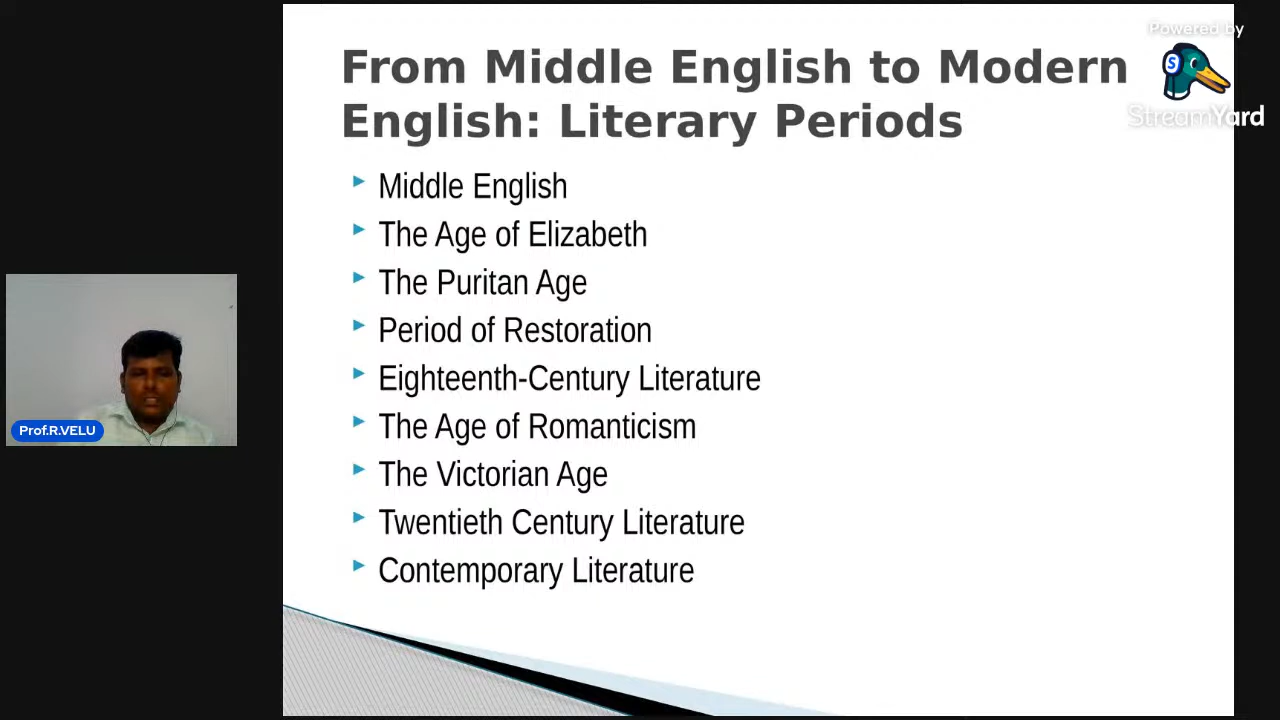 Powered by
S
StreamYard
From Middle English to Modern
English: Literary Periods
Middle English
The Age of Elizabeth
The Puritan Age
Period of Restoration
Eighteenth-Century Literature
The Age of Romanticism
The Victorian Age
Twentieth Century Literature
Contemporary Literature
Prof.R.VELU